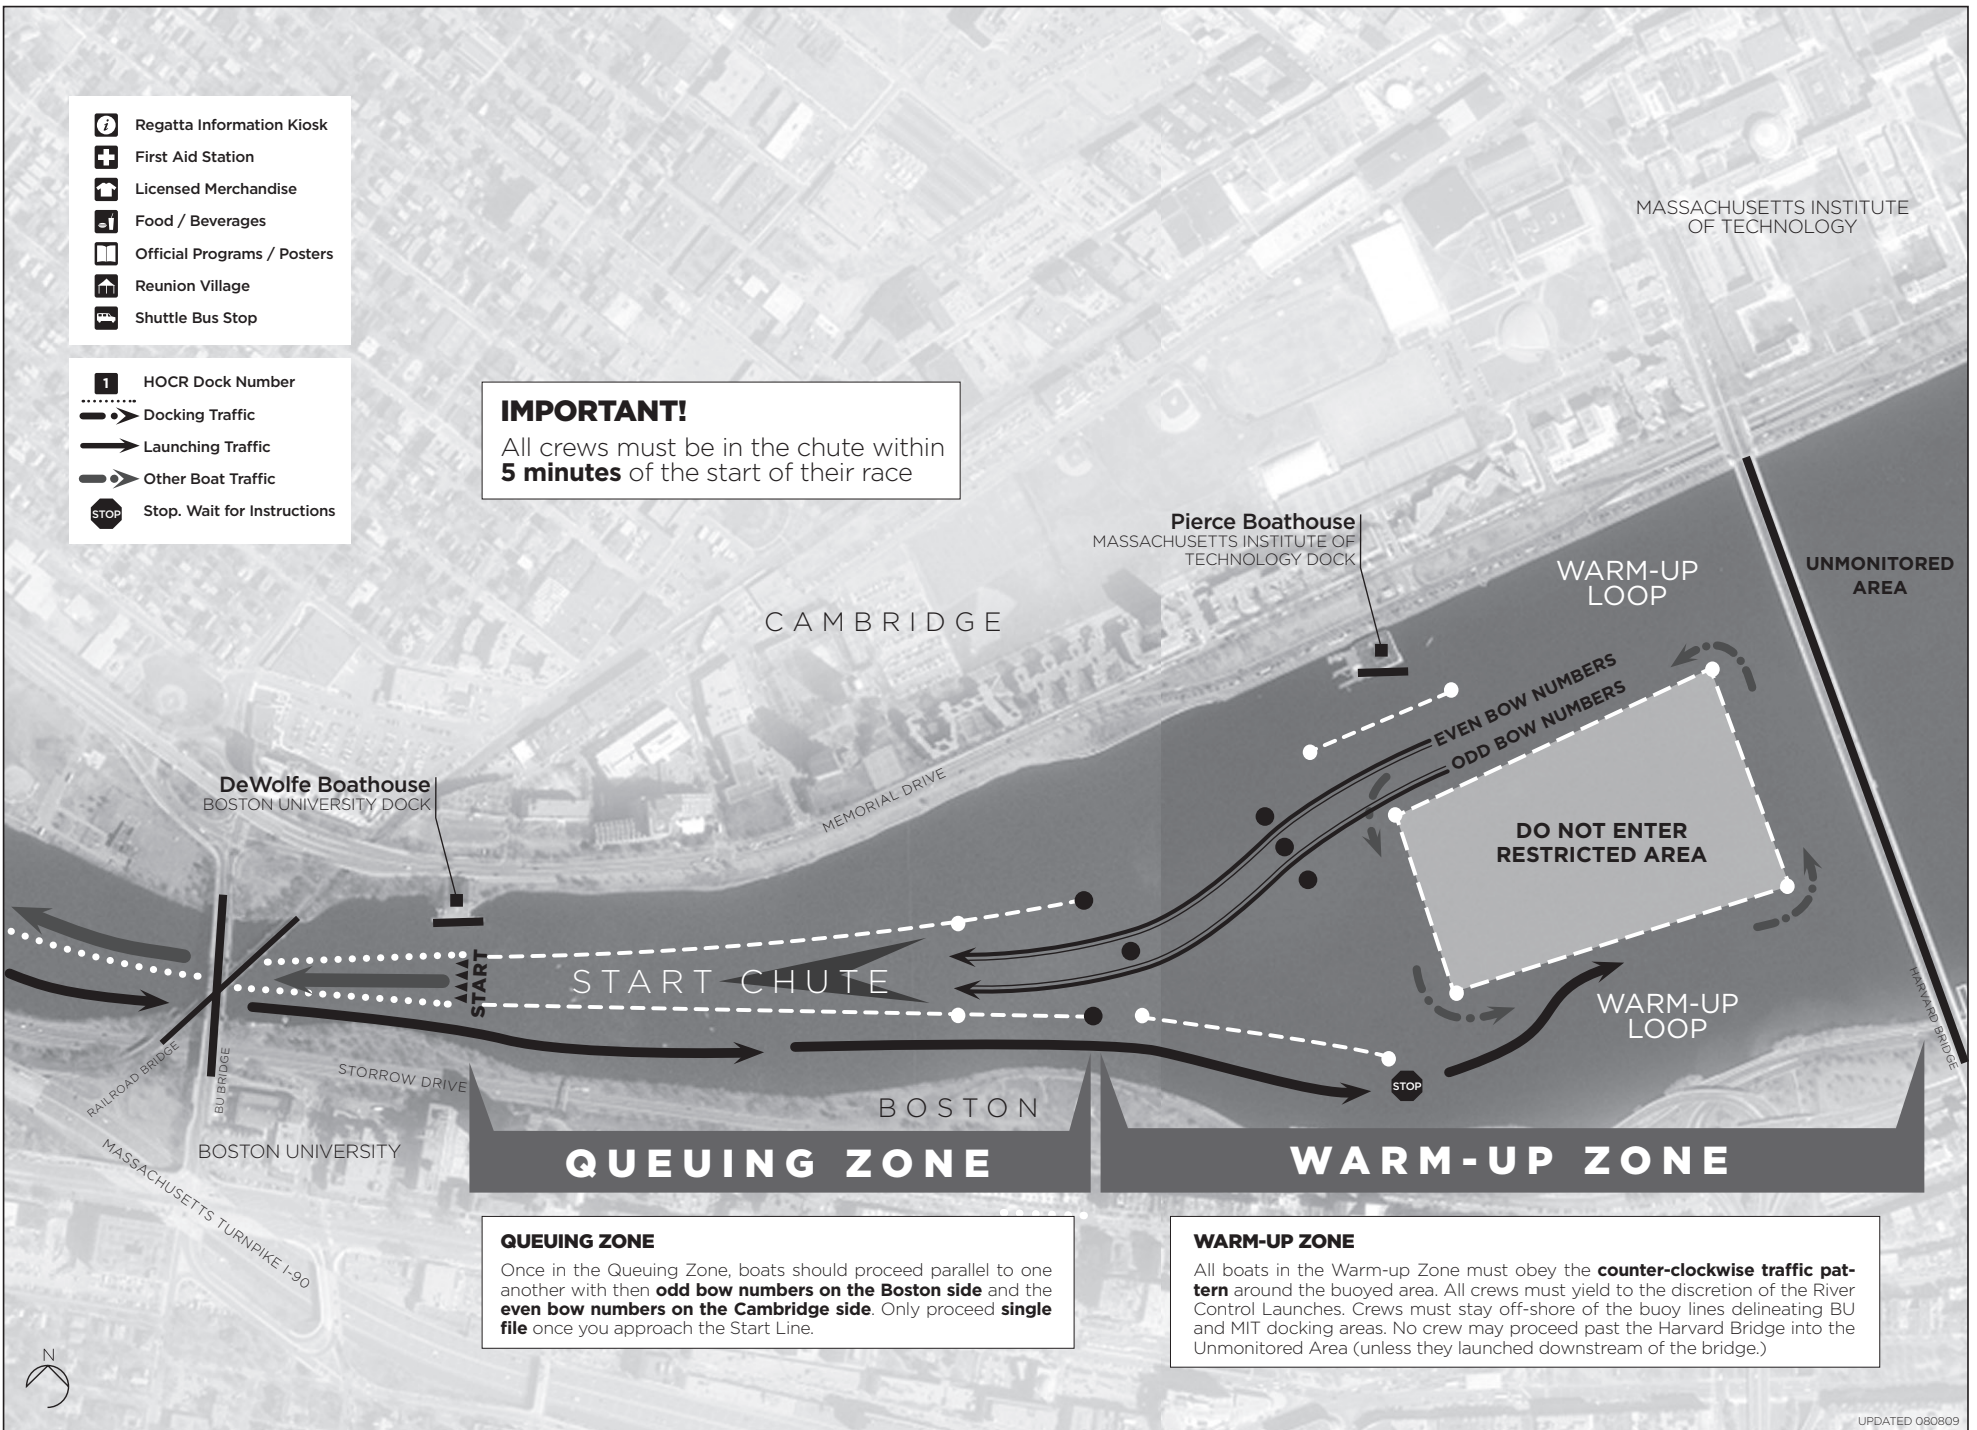 Regatta Information Kiosk
First Aid Station
Licensed Merchandise
Food / Beverages
Official Programs / Posters
Reunion Village
Shuttle Bus Stop
1 HOCR Dock Number
Docking Traffic
Launching Traffic
Other Boat Traffic
STOP Stop. Wait for Instructions
IMPORTANT!
All crews must be in the chute within
5 minutes of the start of their race
MASSACHUSETTS INSTITUTE
OF TECHNOLOGY
Pierce Boathouse
MASSACHUSETTS INSTITUTE OF
TECHNOLOGY DOCK
WARM-UP
LOOP
UNMONITORED
AREA
CAMBRIDGE
EVEN BOW NUMBERS
ODD BOW NUMBERS
DeWolfe Boathouse
BOSTON UNIVERSITY DOCK
MEMORIAL DRIVE
DO NOT ENTER
RESTRICTED AREA
START
START CHUTE
WARM-UP
LOOP
HARVARD BRIDGE
RAILROAD BRIDGE
BU BRIDGE
STORROW DRIVE
STOP
BOSTON
BOSTON UNIVERSITY
MASSACHUSETTS TURNPIKE I-90
QUEUING ZONE
WARM-UP ZONE
QUEUING ZONE
Once in the Queuing Zone, boats should proceed parallel to one
another with then odd bow numbers on the Boston side and the
even bow numbers on the Cambridge side. Only proceed single
file once you approach the Start Line.
WARM-UP ZONE
All boats in the Warm-up Zone must obey the counter-clockwise traffic pat-
tern around the buoyed area. All crews must yield to the discretion of the River
Control Launches. Crews must stay off-shore of the buoy lines delineating BU
and MIT docking areas. No crew may proceed past the Harvard Bridge into the
Unmonitored Area (unless they launched downstream of the bridge.)
N
UPDATED 080809